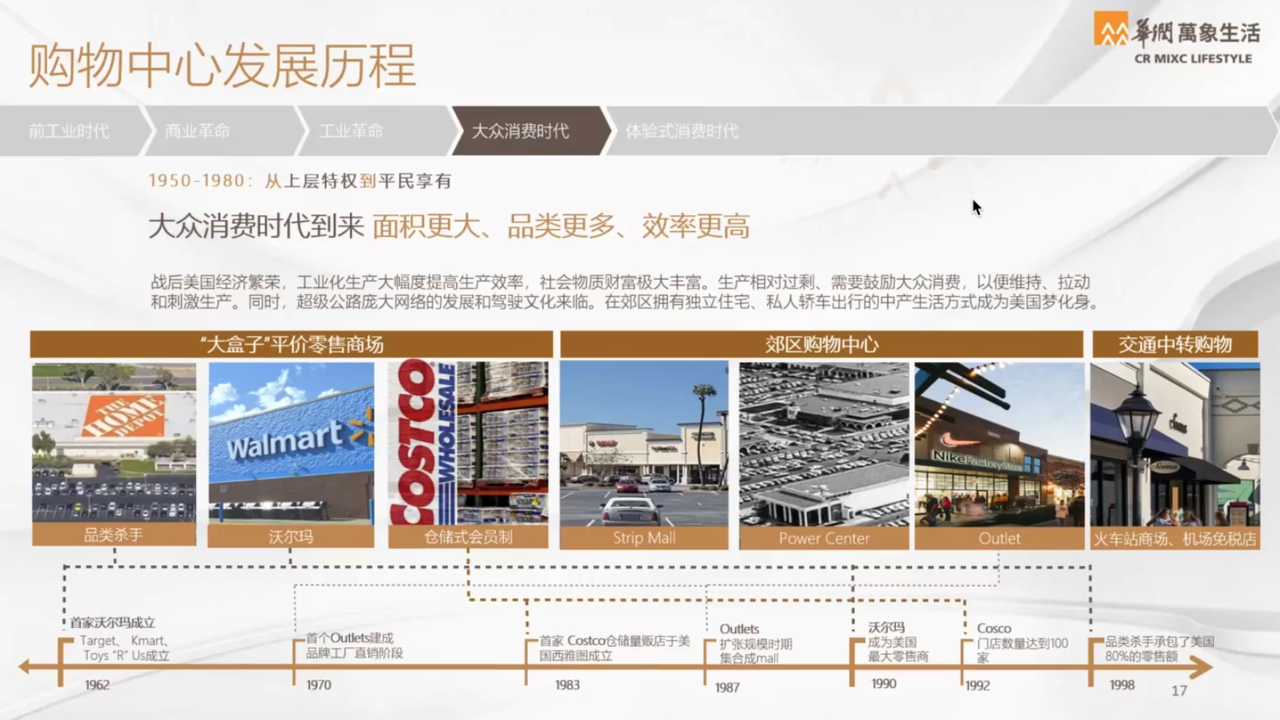 购物中心发展历程
華潤萬象生活
CR MIXC LIFESTYLE
前工业时代
商业革命
工业革命
大众消费时代
体验式消费时代
1950-1980：从上层特权到平民享有
大众消费时代到来 面积更大、品类更多、效率更高
战后美国经济繁荣，工业化生产大幅度提高生产效率，社会物质财富极大丰富。生产相对过剩、需要鼓励大众消费，以便维持、拉动
和刺激生产。同时，超级公路庞大网络的发展和驾驶文化来临。在郊区拥有独立住宅、私人轿车出行的中产生活方式成为美国梦化身。
“大盒子”平价零售商场
郊区购物中心
交通中转购物
THE
HOME
DEPOT
Walmart
COSTCO
WHOLESALE
NikeFactoryStore
品类杀手
沃尔玛
仓储式会员制
Strip Mall
Power Center
Outlet
火车站商场、机场免税店
首家沃尔玛成立
Target、 Kmart、
Toys "R" Us成立
1962
首个Outlets建成
品牌工厂直销阶段
1970
首家 Costco仓储量贩店于美
国西雅图成立
1983
Outlets
扩张规模时期
集合成mall
1987
沃尔玛
成为美国
最大零售商
1990
Cosco
门店数量达到100
家
1992
品类杀手承包了美国
80%的零售额
1998
17